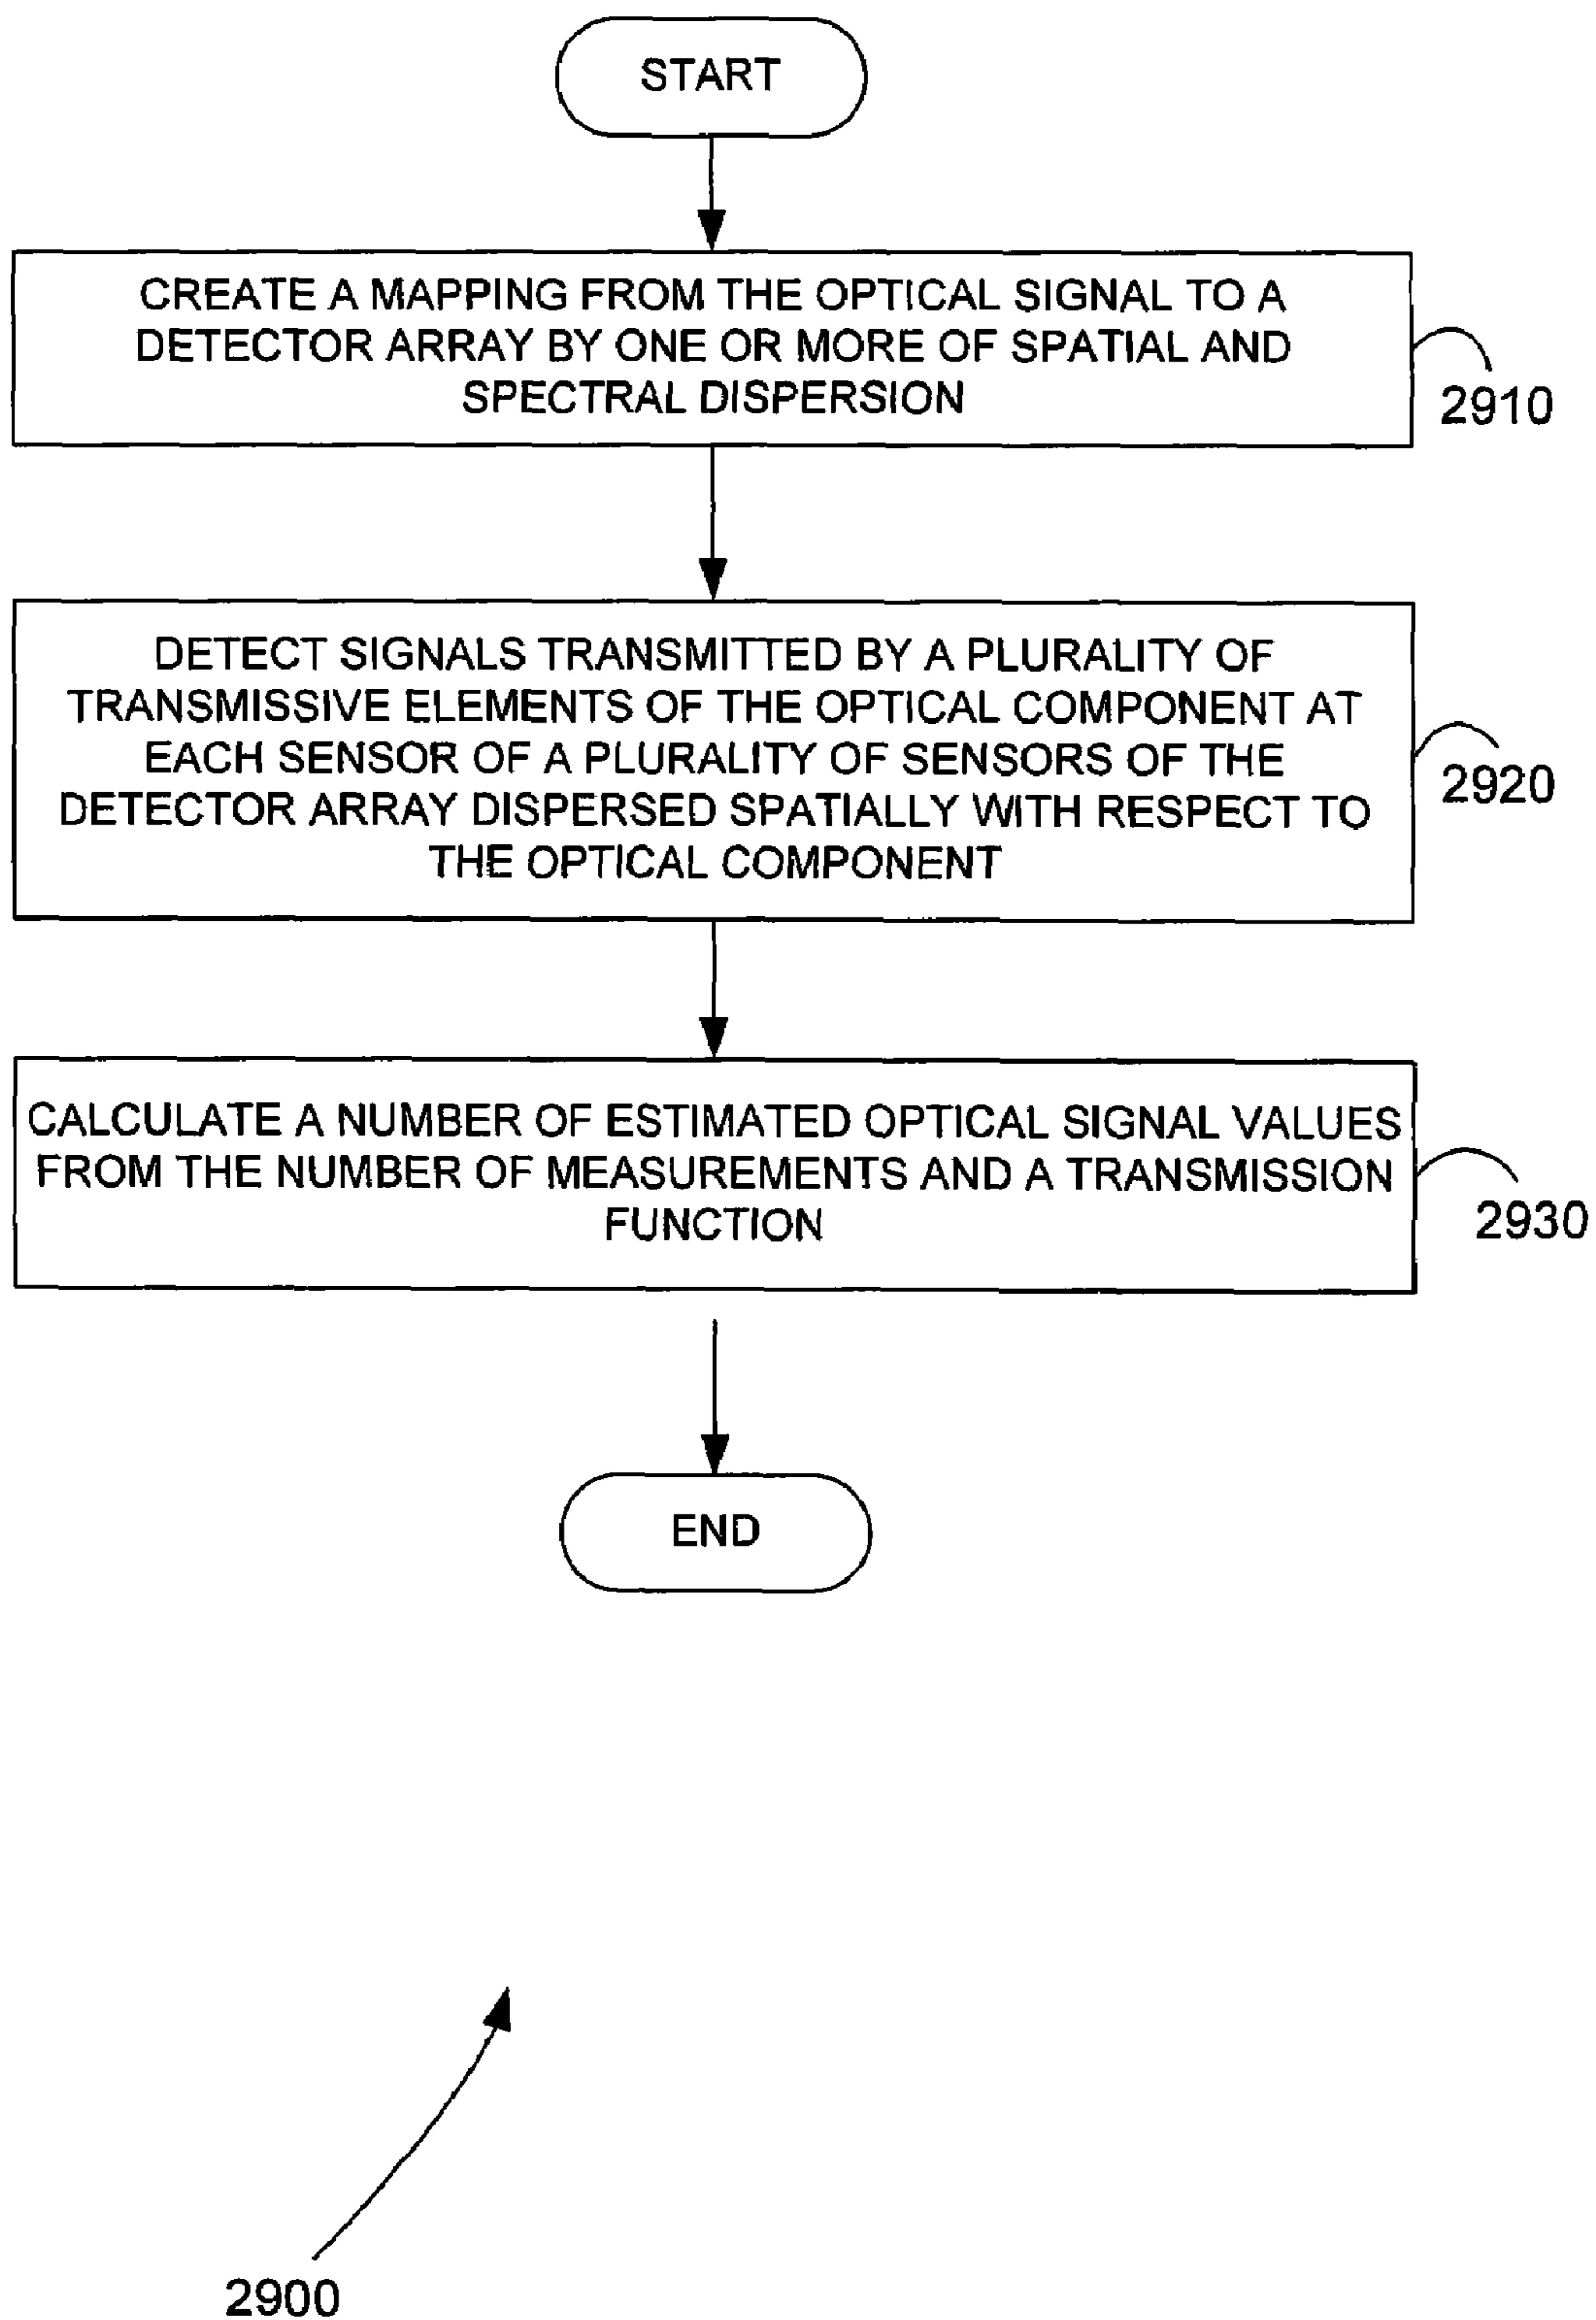 START
CREATE A MAPPING FROM THE OPTICAL SIGNAL TO A
DETECTOR ARRAY BY ONE OR MORE OF SPATIAL AND
SPECTRAL DISPERSION
2910
DETECT SIGNALS TRANSMITTED BY A PLURALITY OF
TRANSMISSIVE ELEMENTS OF THE OPTICAL COMPONENT AT
EACH SENSOR OF A PLURALITY OF SENSORS OF THE
DETECTOR ARRAY DISPERSED SPATIALLY WITH RESPECT TO
THE OPTICAL COMPONENT
2920
CALCULATE A NUMBER OF ESTIMATED OPTICAL SIGNAL VALUES
FROM THE NUMBER OF MEASUREMENTS AND A TRANSMISSION
FUNCTION
2930
END
2900